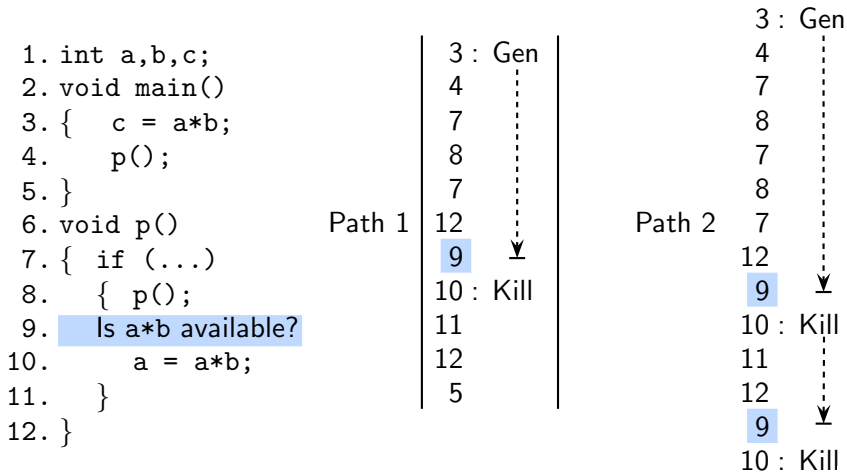 1. int a,b,c;
2. void main()
3. { c = a*b;
4. p();
5. }
6. void p()
7. { if (...)
8. { p();
9. Is a*b available?
10. a = a*b;
11. }
12. }
Path 1
3 : Gen
4
7
8
7
12
9
10 : Kill
11
12
5
Path 2
3 : Gen
4
7
8
7
8
7
12
9
10 : Kill
11
12
9
10 : Kill